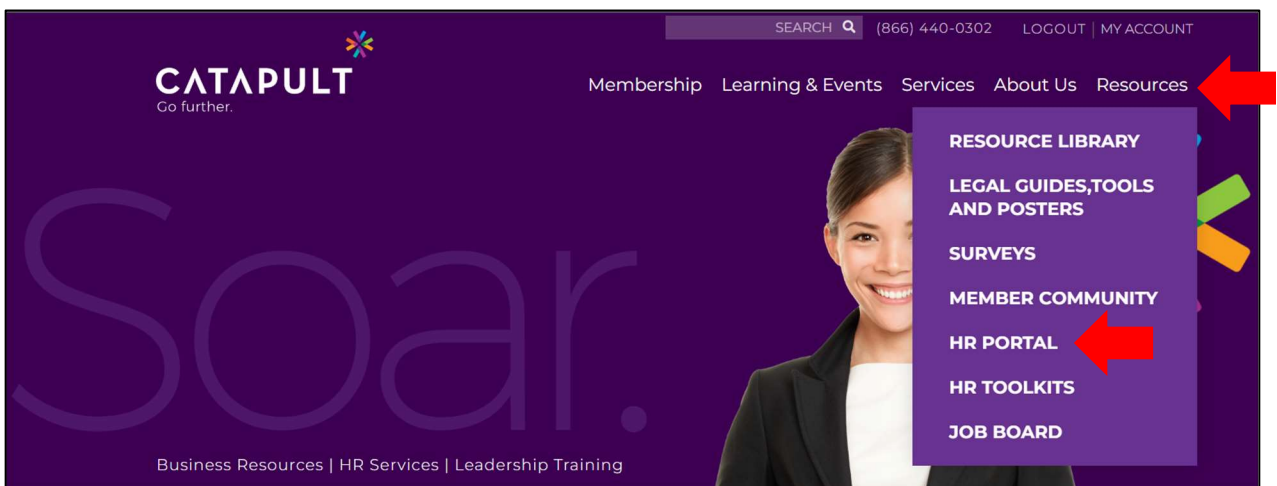 SEARCH (866) 440-0302 LOGOUT | MY ACCOUNT
CATAPULT
Go further.
Membership Learning & Events Services About Us Resources
RESOURCE LIBRARY
LEGAL GUIDES,TOOLS
AND POSTERS
SURVEYS
MEMBER COMMUNITY
HR PORTAL
HR TOOLKITS
JOB BOARD
Soar.
Business Resources | HR Services | Leadership Training